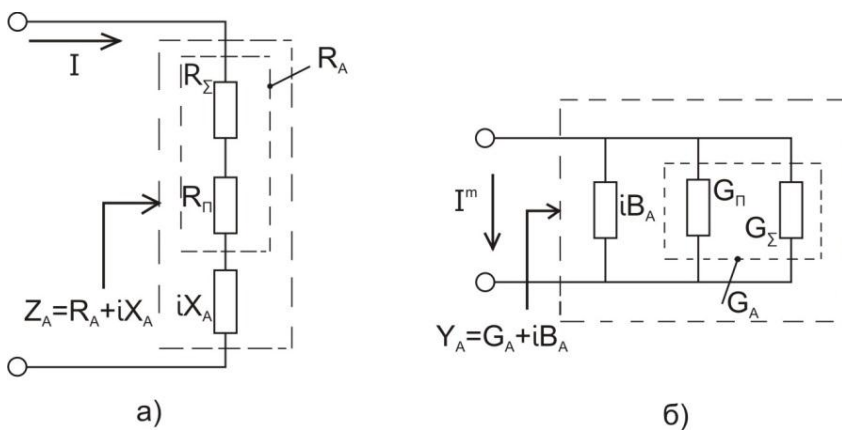 I
R_A
R_Σ
R_П
iX_A
Z_A=R_A+iX_A
а)
I^m
iB_A
G_П
G_Σ
G_A
Y_A=G_A+iB_A
б)